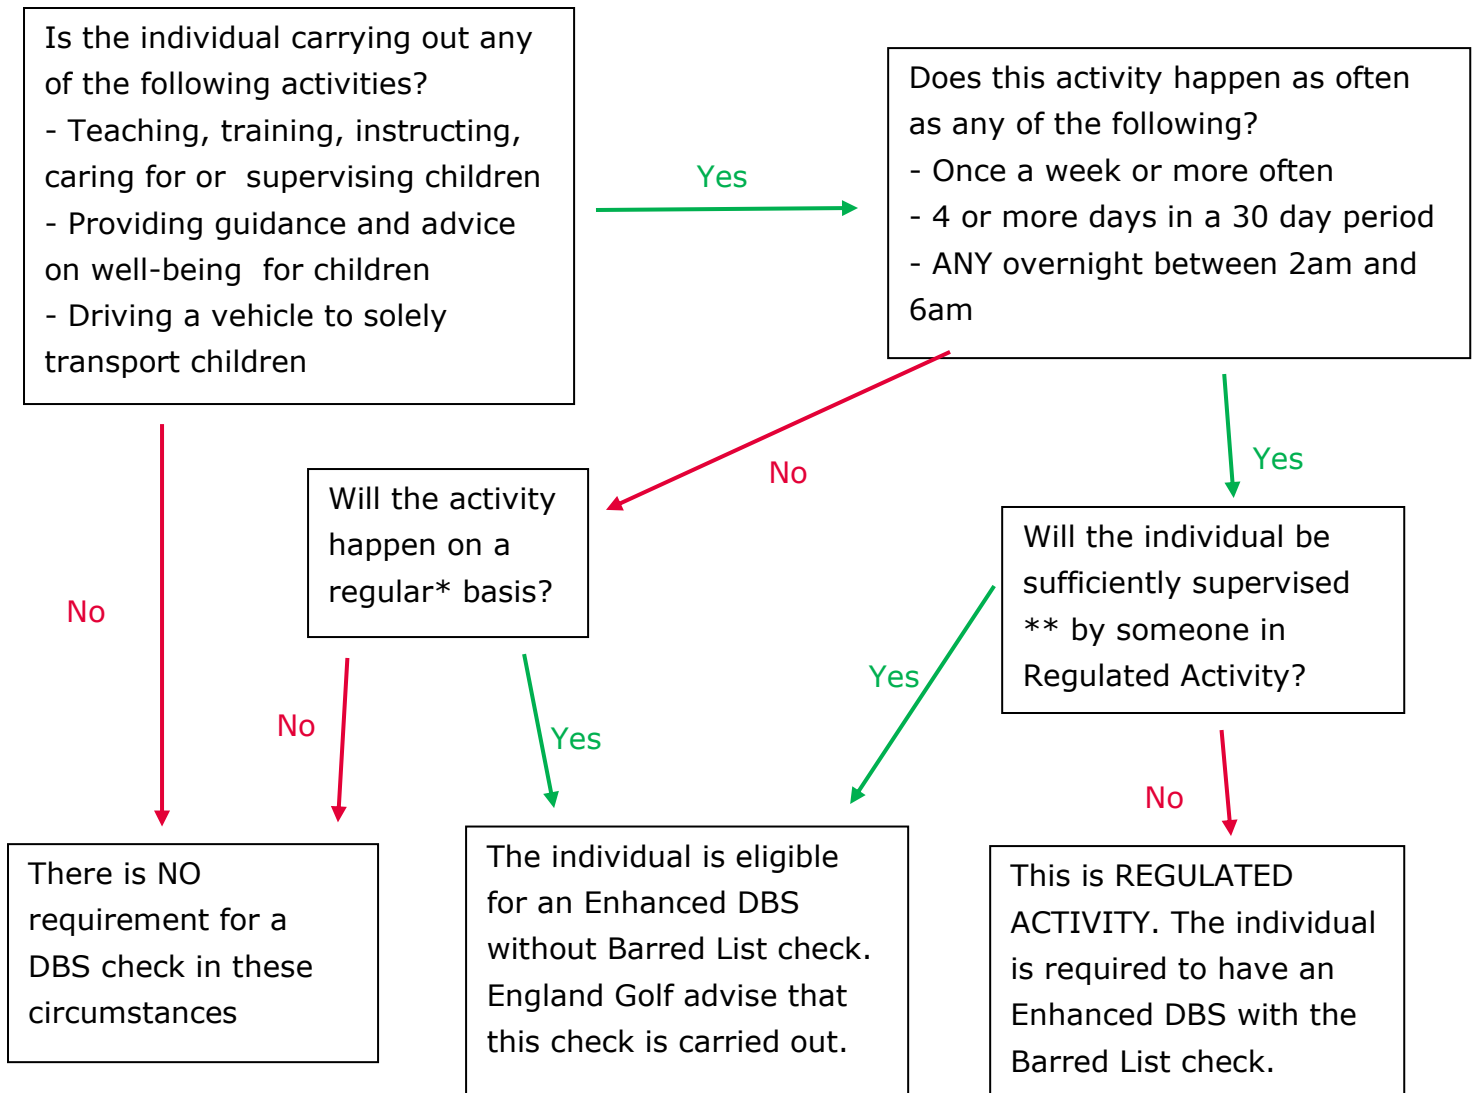 Is the individual carrying out any
of the following activities?
- Teaching, training, instructing,
caring for or supervising children
- Providing guidance and advice
on well-being for children
- Driving a vehicle to solely
transport children
Yes
Does this activity happen as often
as any of the following?
- Once a week or more often
- 4 or more days in a 30 day period
- ANY overnight between 2am and
6am
No
No
Yes
Will the activity
happen on a
regular* basis?
Will the individual be
sufficiently supervised
** by someone in
Regulated Activity?
No
Yes
Yes
No
There is NO
requirement for a
DBS check in these
circumstances
The individual is eligible
for an Enhanced DBS
without Barred List check.
England Golf advise that
this check is carried out.
This is REGULATED
ACTIVITY. The individual
is required to have an
Enhanced DBS with the
Barred List check.